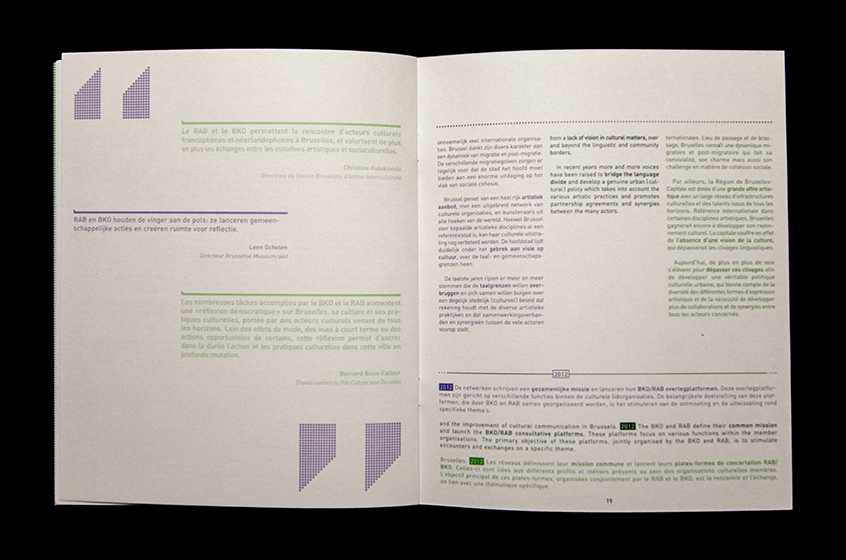 Le RAB et le BKO permettent la rencontre d'acteurs culturels
francophones et néerlandophones à Bruxelles, et valorisent de plus
en plus les échanges entre les initiatives artistiques et socioculturelles.
Christine Kulakowski
Directrice du Centre Bruxellois d'Action Interculturelle
RAB en BKO houden de vinger aan de pols: ze lanceren gemeen-
schappelijke acties en creëren ruimte voor reflectie.
Leen Ochelen
Directeur Brusselse Museumraad
Les nombreuses tâches accomplies par le BKO et le RAB alimentent
une «réflexion démocratique» sur Bruxelles, sa culture et ses pra-
tiques culturelles, portée par des acteurs culturels venant de tous
les horizons. Loin des effets de mode, des vues à court terme ou des
actions opportunistes de certains, cette réflexion permet d'ancrer
dans la durée l'action et les pratiques culturelles dans cette ville en
profonde mutation.
Bernard Boon-Falleur
Cheville ouvrière du Plan Culturel pour Bruxelles
onnoemelijk veel internationale organisa-
ties. Brussel dankt zijn divers karakter aan
een dynamiek van migratie en post-migratie.
De verschillende migratiegolven zorgen er
tegelijk voor dat de stad het hoofd moet
bieden aan een enorme uitdaging op het
vlak van sociale cohesie.
Brussel geniet van een heel rijk artistiek
aanbod, met een uitgebreid netwerk van
culturele organisaties, en kunstenaars uit
alle hoeken van de wereld. Hoewel Brussel
voor bepaalde artistieke disciplines al een
referentiestad is, kan haar culturele uitstra-
ling nog verbeterd worden. De hoofdstad lijdt
duidelijk onder het gebrek aan visie op
cultuur, over de taal- en gemeenschaps-
grenzen heen.
De laatste jaren rijzen er meer en meer
stemmen die de taalgrenzen willen over-
bruggen en zich samen willen buigen over
een degelijk stedelijk (cultureel) beleid dat
rekening houdt met de diverse artistieke
praktijken en dat samenwerkingsverban-
den en synergieën tussen de vele actoren
voorop stelt.
from a lack of vision in cultural matters, over
and beyond the linguistic and community
borders.
In recent years more and more voices
have been raised to bridge the language
divide and develop a genuine urban [cul-
tural] policy which takes into account the
various artistic practices and promotes
partnership agreements and synergies
between the many actors.
ternationales. Lieu de passage et de bras-
sage, Bruxelles connaît une dynamique mi-
gratoire et post-migratoire qui fait sa
convivialité, son charme mais aussi son
challenge en matière de cohésion sociale.
Par ailleurs, la Région de Bruxelles-
Capitale est dotée d'une grande offre artis-
tique avec un large réseau d'infrastructures
culturelles et des talents issus de tous les
horizons. Référence internationale dans
certaines disciplines artistiques, Bruxelles
gagnerait encore à développer son rayon-
nement culturel. La capitale souffre en effet
de l'absence d'une vision de la culture,
qui dépasserait les clivages linguistiques.
Aujourd'hui, de plus en plus de voix
s'élèvent pour dépasser ces clivages afin
de développer une véritable politique
culturelle urbaine, qui tienne compte de la
diversité des différentes formes d'expression
artistique et de la nécessité de développer
plus de collaborations et de synergies entre
tous les acteurs concernés.
2012
2012 De netwerken schrijven een gezamenlijke missie en lanceren hun BKO/RAB overlegplatformen. Deze overlegplatfor-
men zijn gericht op verschillende functies binnen de culturele lidorganisaties. De belangrijkste doelstelling van deze plat-
formen, die door BKO en RAB samen georganiseerd worden, is het stimuleren van de ontmoeting en de uitwisseling rond
specifieke thema's.
and the improvement of cultural communication in Brussels. 2012 The BKO and RAB define their common mission
and launch the BKO/RAB consultative platforms. These platforms focus on various functions within the member
organisations. The primary objective of these platforms, jointly organised by the BKO and RAB, is to stimulate
encounters and exchanges on a specific theme.
Bruxelles. 2012 Les réseaux définissent leur mission commune et lancent leurs plates-formes de concertation RAB/
BKO. Celles-ci sont liées aux différents profils et métiers présents au sein des organisations culturelles membres.
L'objectif principal de ces plates-formes, organisées conjointement par le RAB et le BKO, est la rencontre et l'échange,
en lien avec une thématique spécifique.
19